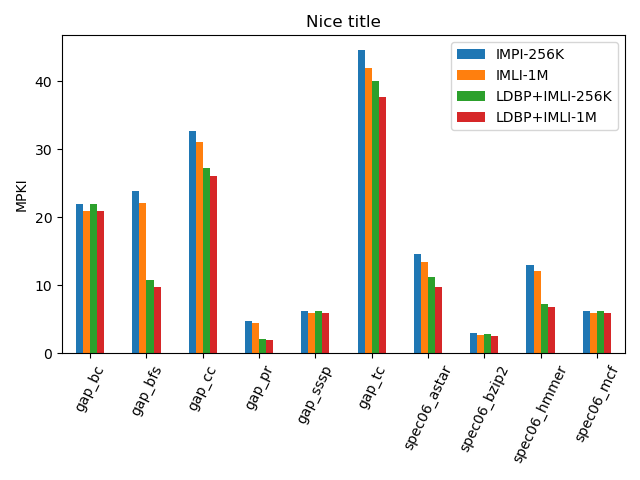 Nice title
IMPI-256K
IMLI-1M
LDBP+IMLI-256K
LDBP+IMLI-1M
MPKI
40
30
20
10
0
gap_bc
gap_bfs
gap_cc
gap_pr
gap_sssp
gap_tc
spec06_astar
spec06_bzip2
spec06_hmmer
spec06_mcf